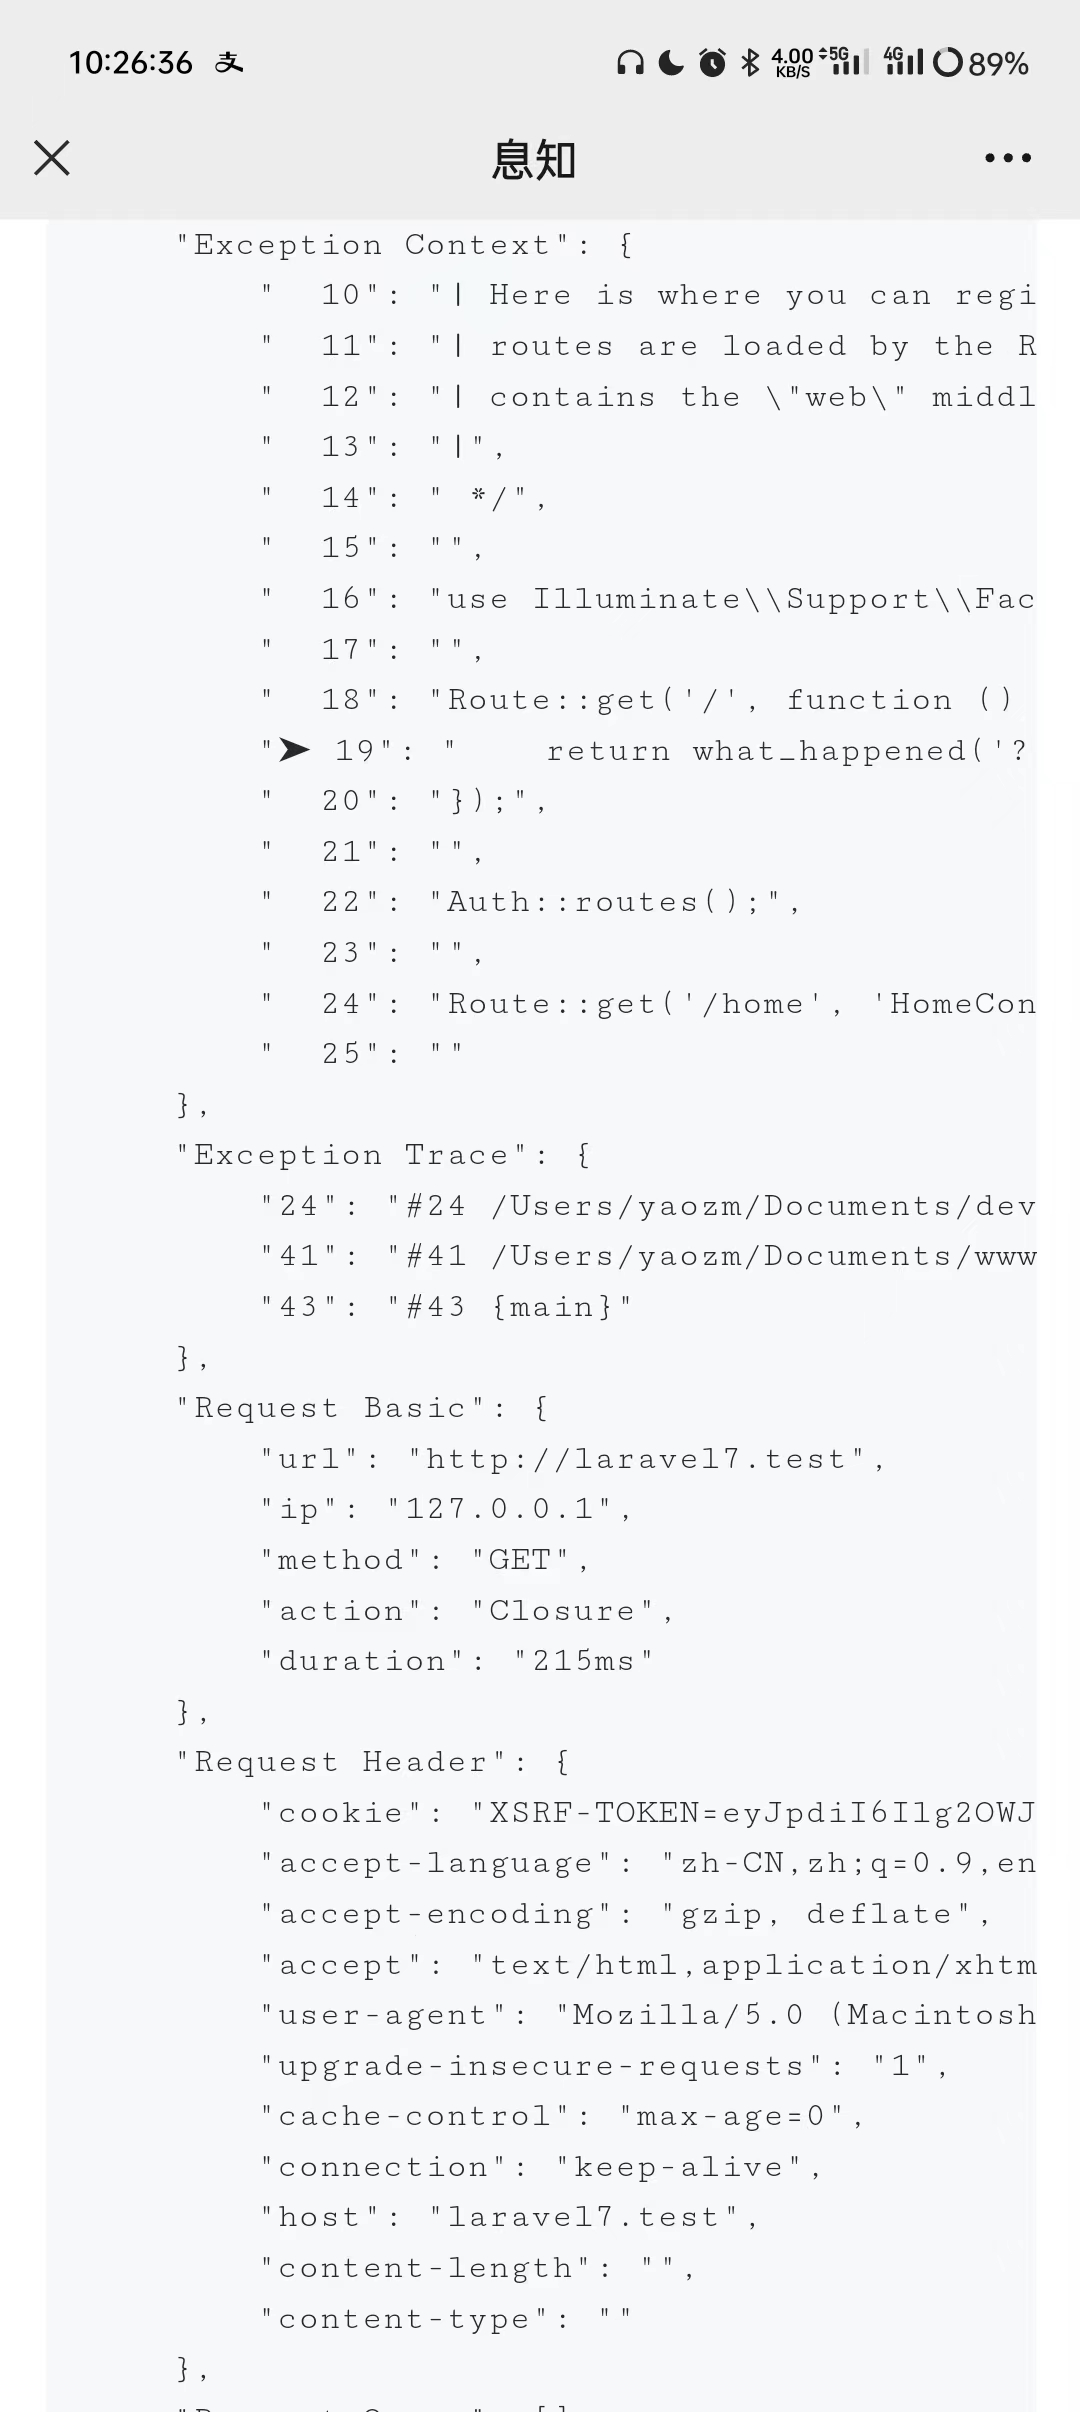 10:26:36 支 4.00 KB/S 5G 4G 89%
息知
"Exception Context": {
"  10": "| Here is where you can regi
"  11": "| routes are loaded by the R
"  12": "| contains the \"web\" middl
"  13": "|",
"  14": " */",
"  15": "",
"  16": "use Illuminate\\Support\\Fac
"  17": "",
"  18": "Route::get('/', function ()
"➤ 19": "    return what_happened('?
"  20": "});",
"  21": "",
"  22": "Auth::routes();",
"  23": "",
"  24": "Route::get('/home', 'HomeCon
"  25": ""
},
"Exception Trace": {
"24": "#24 /Users/yaozm/Documents/dev
"41": "#41 /Users/yaozm/Documents/www
"43": "#43 {main}"
},
"Request Basic": {
"url": "http://laravel7.test",
"ip": "127.0.0.1",
"method": "GET",
"action": "Closure",
"duration": "215ms"
},
"Request Header": {
"cookie": "XSRF-TOKEN=eyJpdiI6Ilg2OWJ
"accept-language": "zh-CN,zh;q=0.9,en
"accept-encoding": "gzip, deflate",
"accept": "text/html,application/xhtm
"user-agent": "Mozilla/5.0 (Macintosh
"upgrade-insecure-requests": "1",
"cache-control": "max-age=0",
"connection": "keep-alive",
"host": "laravel7.test",
"content-length": "",
"content-type": ""
},